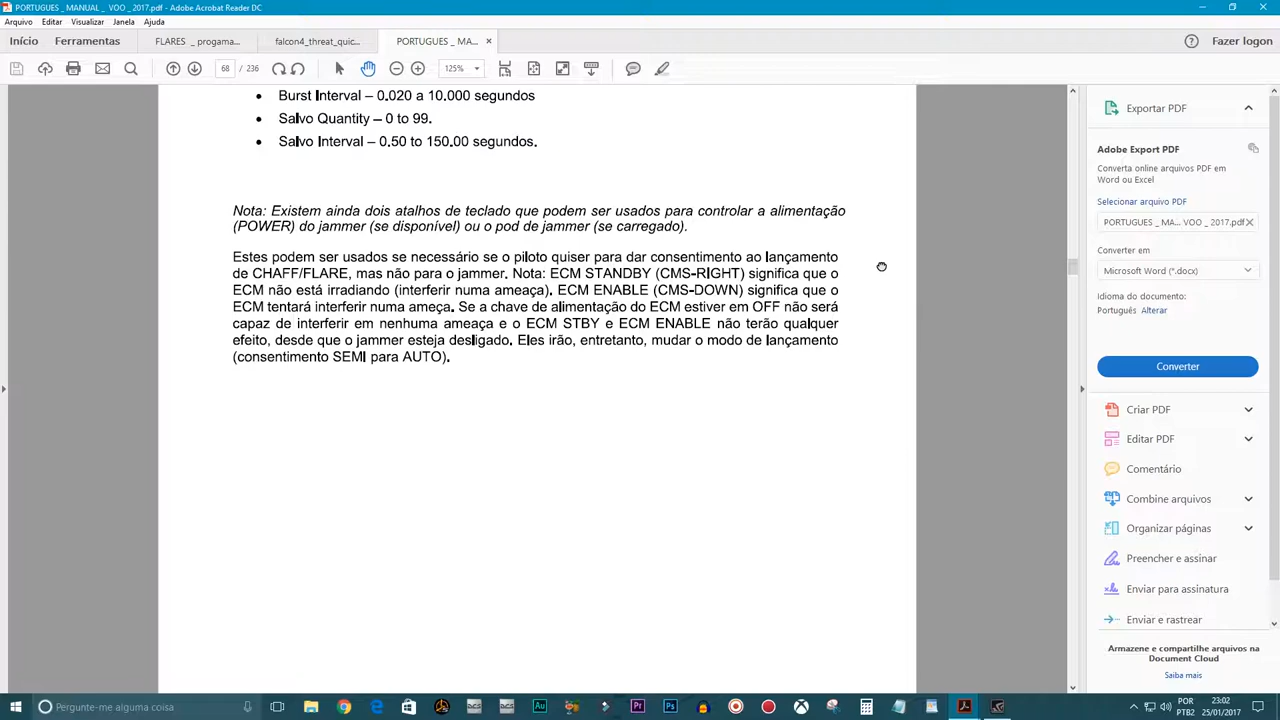 PORTUGUES _ MANUAL _ VOO _ 2017.pdf - Adobe Acrobat Reader DC
Arquivo Editar Visualizar Janela Ajuda
Início Ferramentas FLARES _ progama... falcon4_threat_quic... PORTUGUES _ MA... × Fazer logon
68 / 236 125%
• Burst Interval – 0.020 a 10.000 segundos
• Salvo Quantity – 0 to 99.
• Salvo Interval – 0.50 to 150.00 segundos.
Nota: Existem ainda dois atalhos de teclado que podem ser usados para controlar a alimentação
(POWER) do jammer (se disponível) ou o pod de jammer (se carregado).
Estes podem ser usados se necessário se o piloto quiser para dar consentimento ao lançamento
de CHAFF/FLARE, mas não para o jammer. Nota: ECM STANDBY (CMS-RIGHT) significa que o
ECM não está irradiando (interferir numa ameaça). ECM ENABLE (CMS-DOWN) significa que o
ECM tentará interferir numa ameça. Se a chave de alimentação do ECM estiver em OFF não será
capaz de interferir em nenhuma ameaça e o ECM STBY e ECM ENABLE não terão qualquer
efeito, desde que o jammer esteja desligado. Eles irão, entretanto, mudar o modo de lançamento
(consentimento SEMI para AUTO).
Exportar PDF
Adobe Export PDF
Converta online arquivos PDF em
Word ou Excel
Selecionar arquivo PDF
PORTUGUES _ MA... VOO _ 2017.pdf ×
Converter em
Microsoft Word (*.docx)
Idioma do documento:
Português Alterar
Converter
Criar PDF
Editar PDF
Comentário
Combine arquivos
Organizar páginas
Preencher e assinar
Enviar para assinatura
Enviar e rastrear
Armazene e compartilhe arquivos na
Document Cloud
Saiba mais
Pergunte-me alguma coisa
Au Pr Ps
POR 23:02
PTB2 25/01/2017